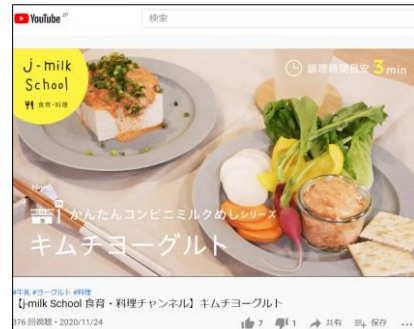 YouTube JP
検索
j-milk
School
食育・料理
調理時間目安 3 min
かんたんコンビニミルクめしシリーズ
キムチヨーグルト
#牛乳 #ヨーグルト #料理
【j-milk School 食育・料理チャンネル】キムチヨーグルト
376 回視聴・2020/11/24
7
1
共有
保存